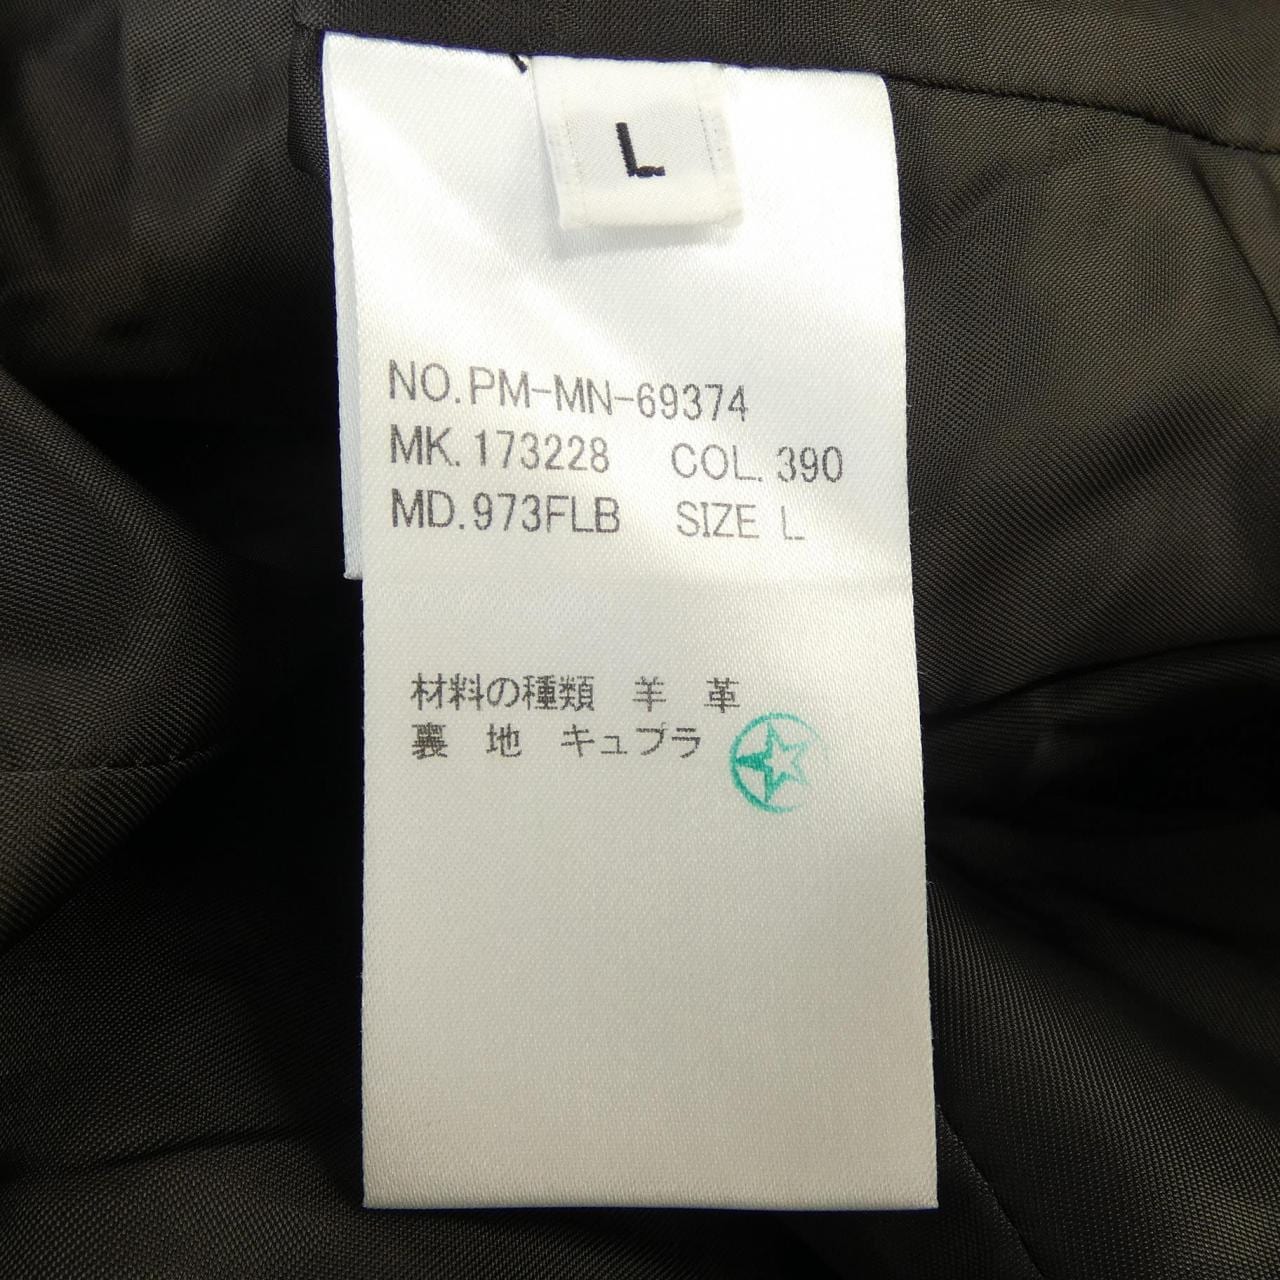 L
NO.PM-MN-69374
MK.173228 COL.390
MD.973FLB SIZE L
材料の種類 羊 革
裏 地 キュプラ